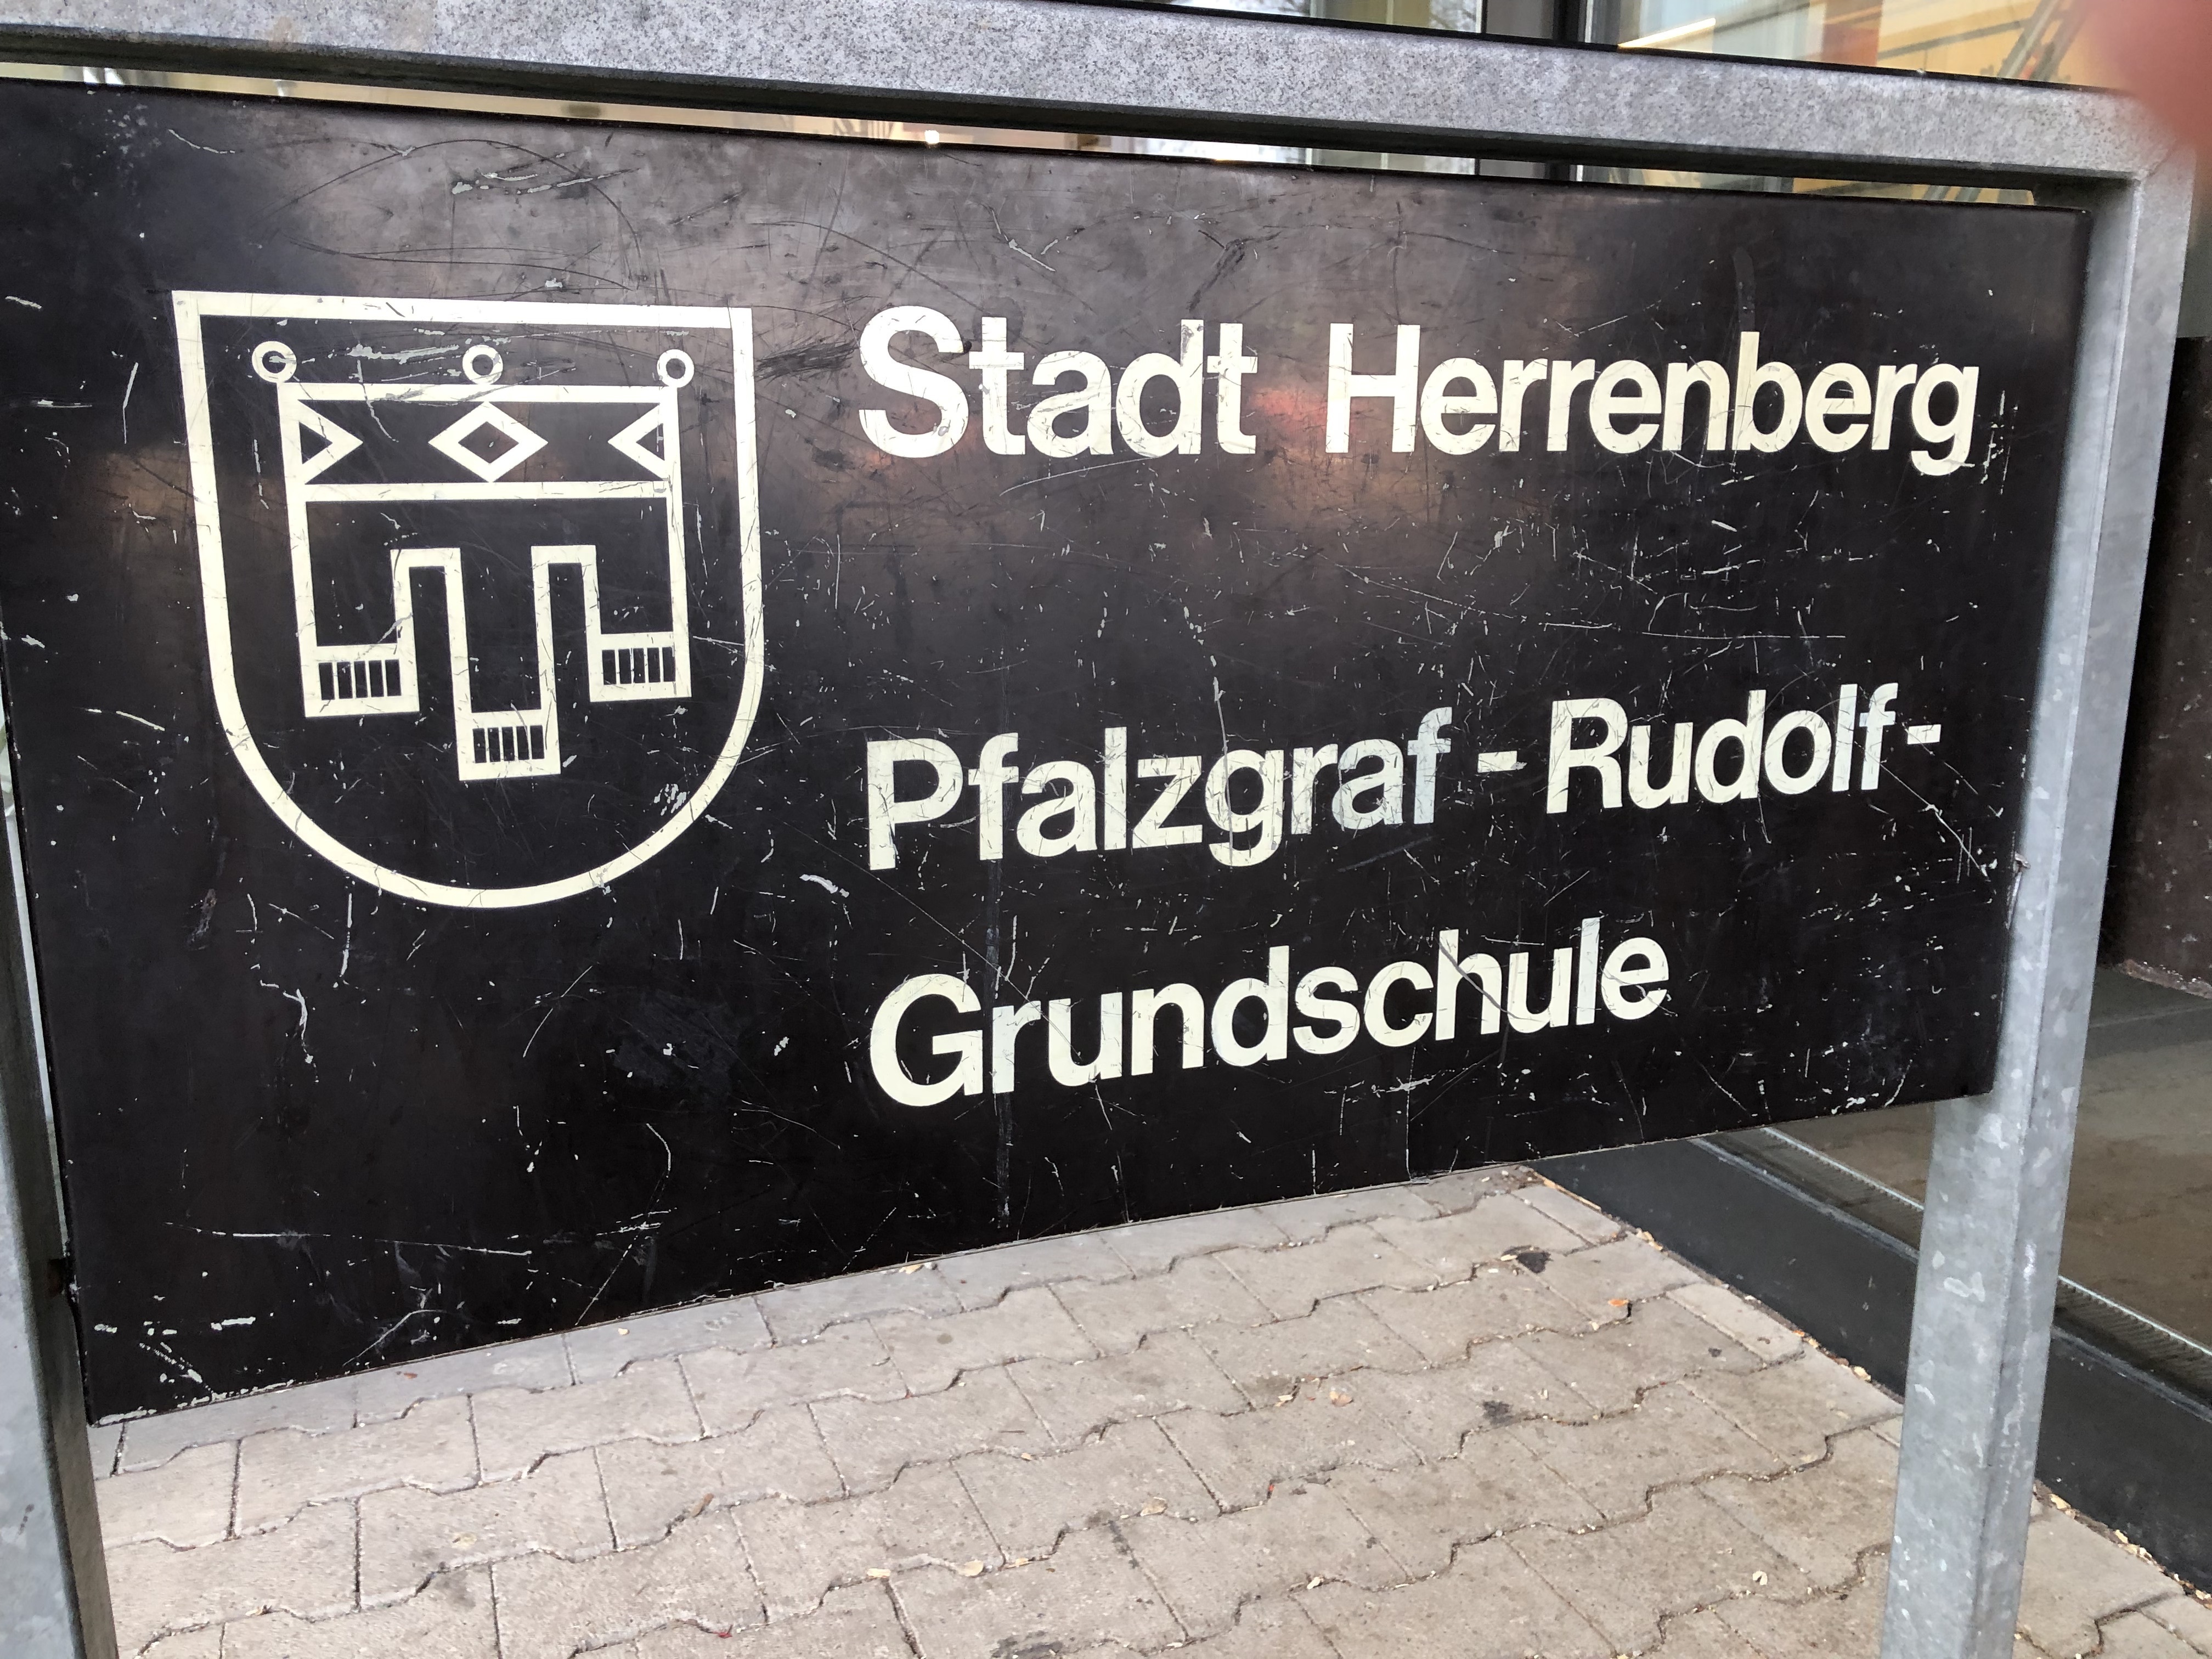 Stadt Herrenberg
Pfalzgraf - Rudolf -
Grundschule